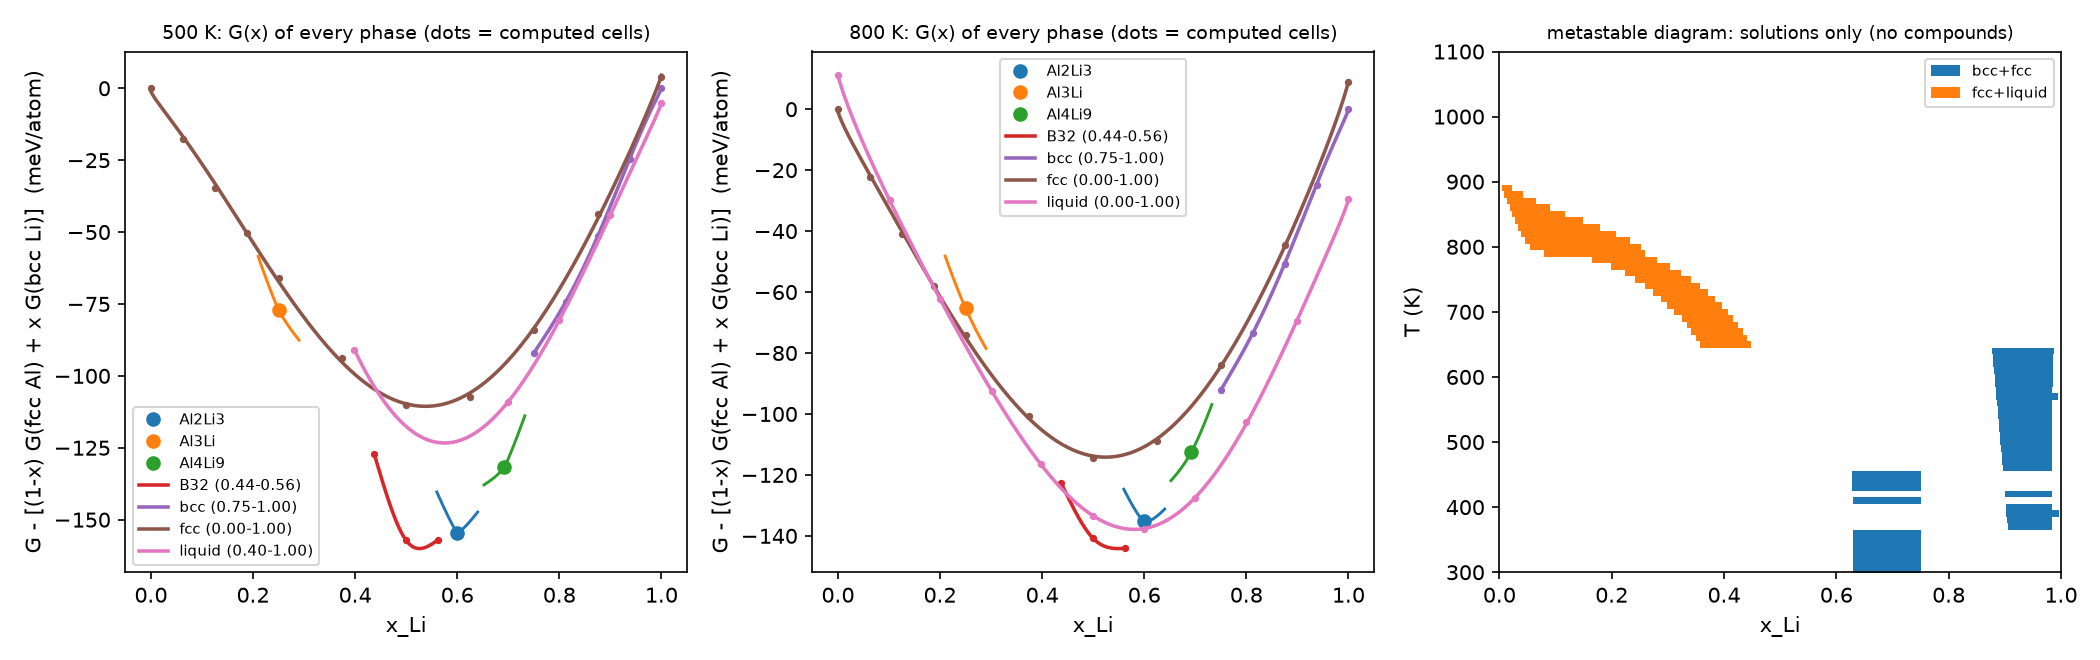 500 K: G(x) of every phase (dots = computed cells)
G - [(1-x) G(fcc Al) + x G(bcc Li)] (meV/atom)
0
−25
−50
−75
−100
−125
−150
Al2Li3
Al3Li
Al4Li9
B32 (0.44-0.56)
bcc (0.75-1.00)
fcc (0.00-1.00)
liquid (0.40-1.00)
0.0 0.2 0.4 0.6 0.8 1.0
x_Li
800 K: G(x) of every phase (dots = computed cells)
G - [(1-x) G(fcc Al) + x G(bcc Li)] (meV/atom)
0
−20
−40
−60
−80
−100
−120
−140
Al2Li3
Al3Li
Al4Li9
B32 (0.44-0.56)
bcc (0.75-1.00)
fcc (0.00-1.00)
liquid (0.00-1.00)
0.0 0.2 0.4 0.6 0.8 1.0
x_Li
metastable diagram: solutions only (no compounds)
T (K)
1100
1000
900
800
700
600
500
400
300
bcc+fcc
fcc+liquid
0.0 0.2 0.4 0.6 0.8 1.0
x_Li